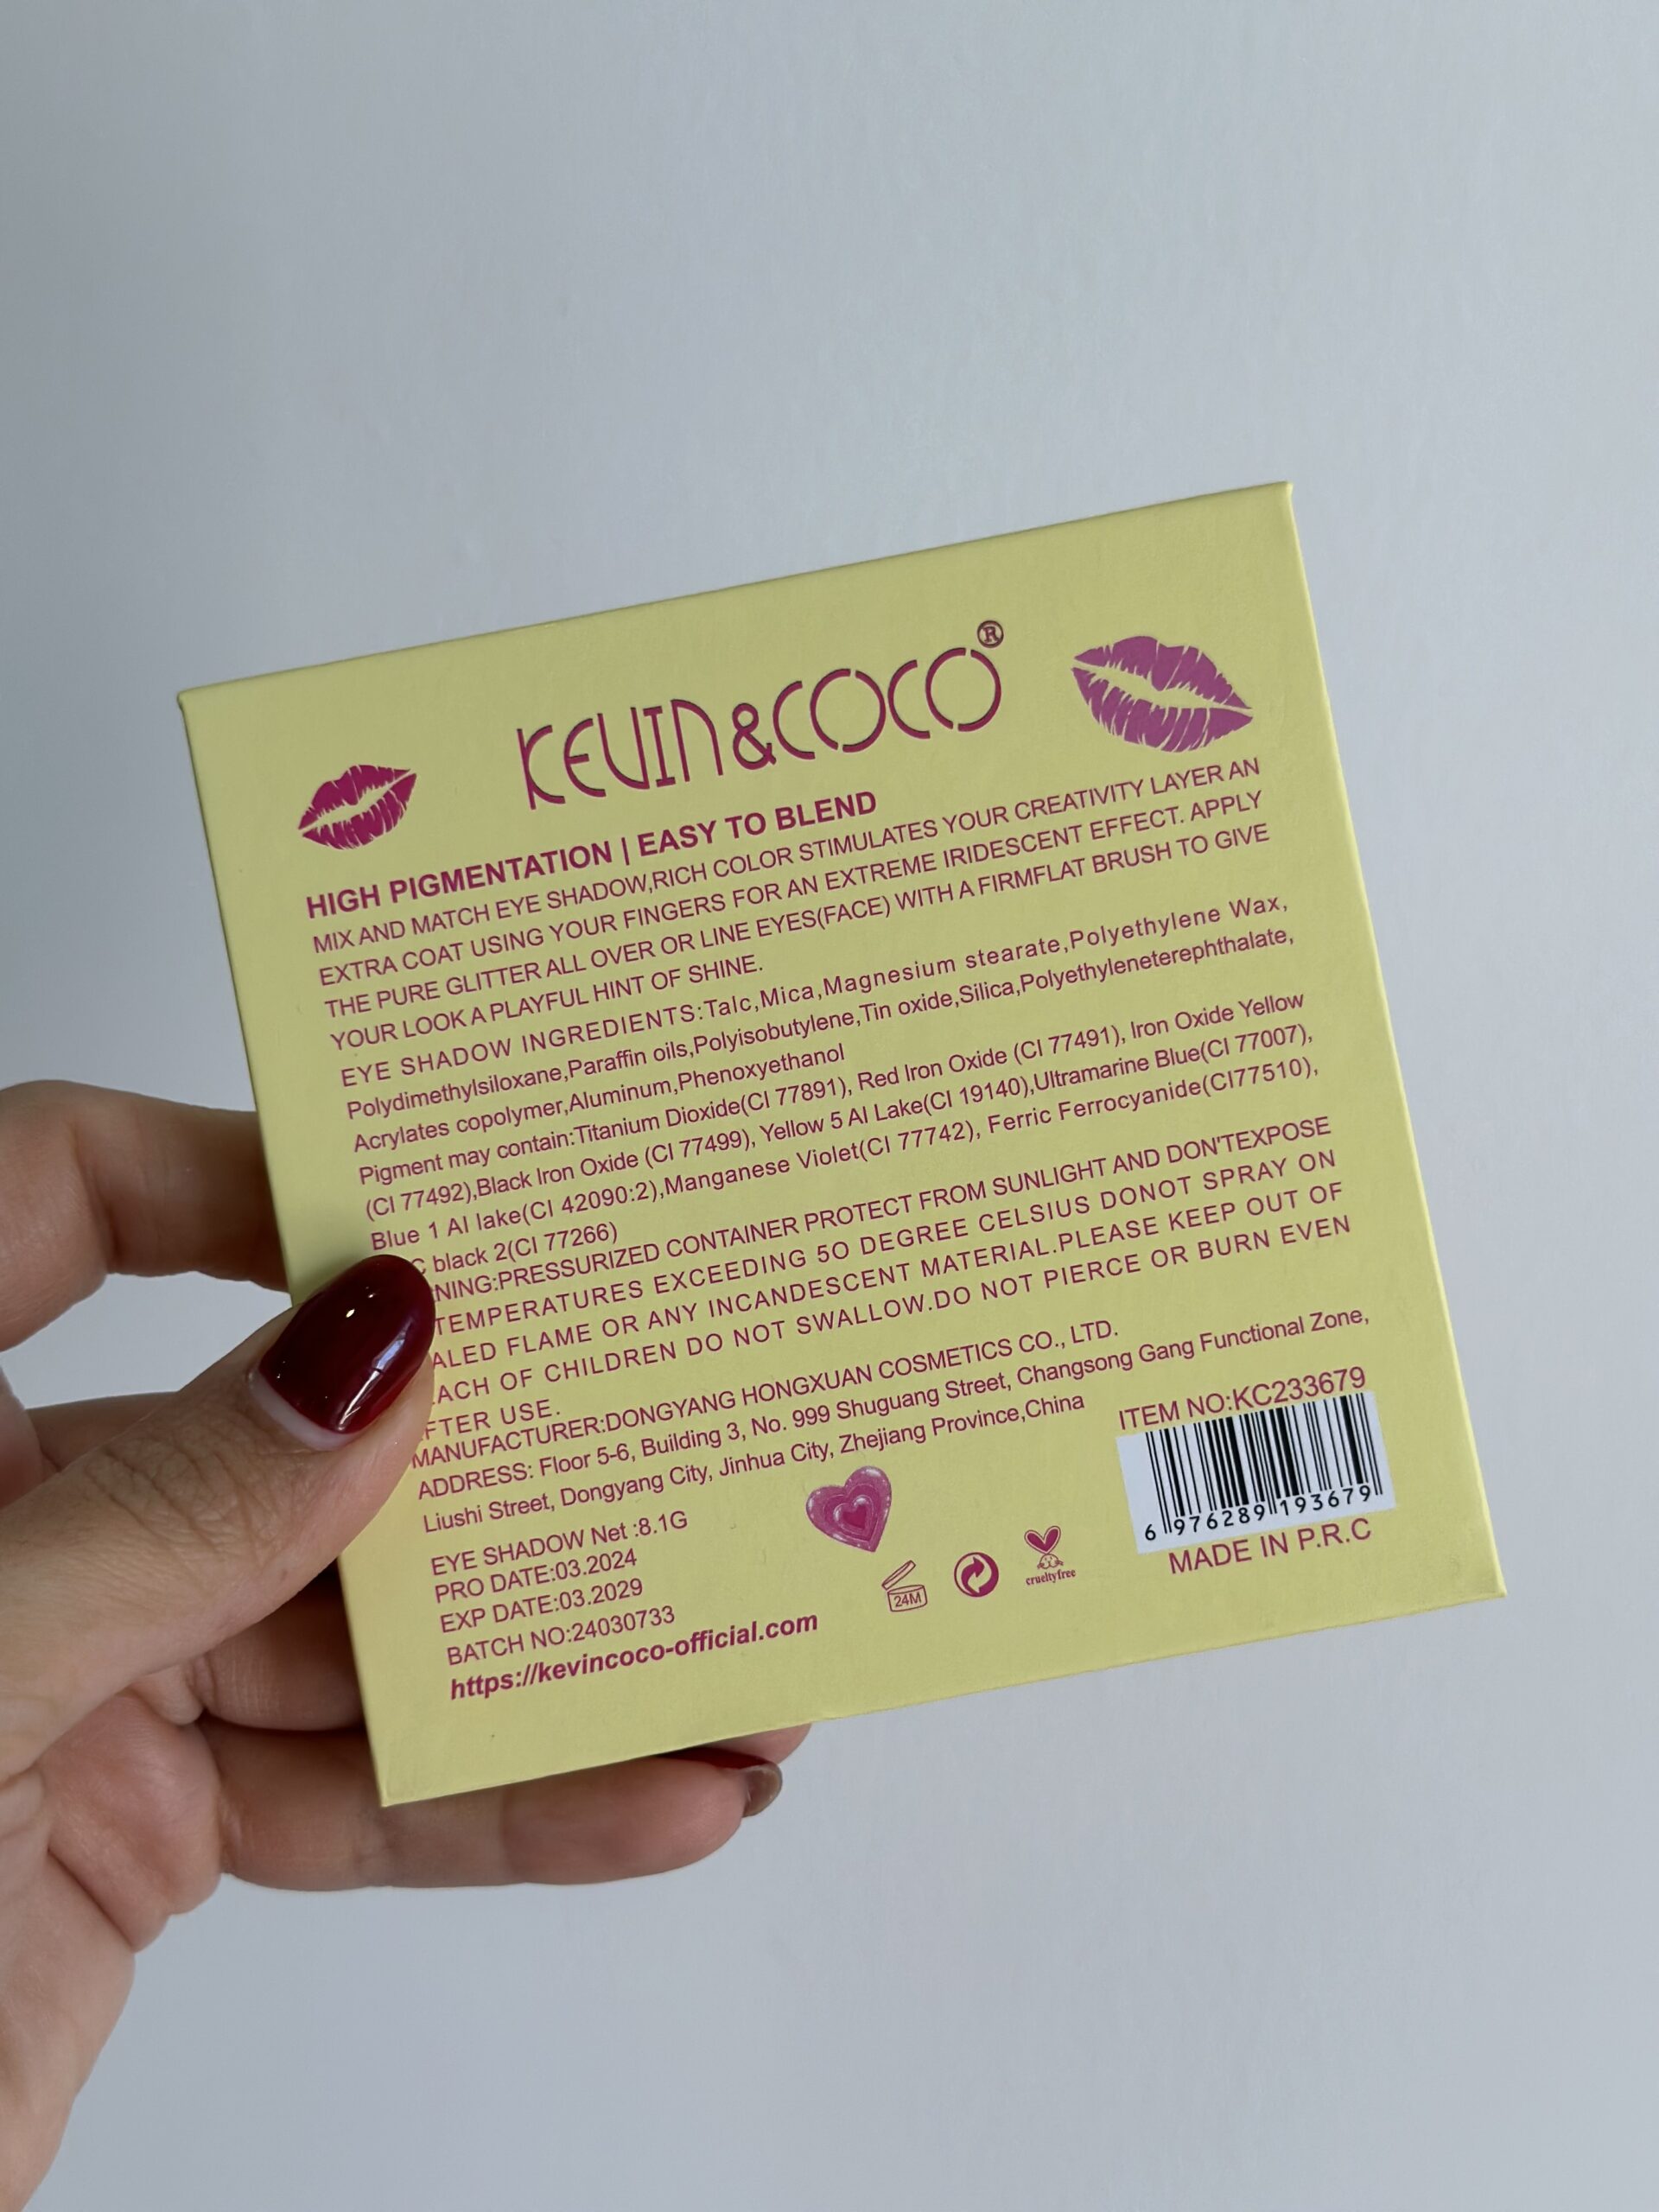 KEVIN&COCO®
HIGH PIGMENTATION | EASY TO BLEND
MIX AND MATCH EYE SHADOW,RICH COLOR STIMULATES YOUR CREATIVITY LAYER AN
EXTRA COAT USING YOUR FINGERS FOR AN EXTREME IRIDESCENT EFFECT. APPLY
THE PURE GLITTER ALL OVER OR LINE EYES(FACE) WITH A FIRMFLAT BRUSH TO GIVE
YOUR LOOK A PLAYFUL HINT OF SHINE.
EYE SHADOW INGREDIENTS:Talc,Mica,Magnesium stearate,Polyethylene Wax,
Polydimethylsiloxane,Paraffin oils,Polyisobutylene,Tin oxide,Silica,Polyethyleneterephthalate,
Acrylates copolymer,Aluminum,Phenoxyethanol
Pigment may contain:Titanium Dioxide(CI 77891), Red Iron Oxide (CI 77491), Iron Oxide Yellow
(CI 77492),Black Iron Oxide (CI 77499), Yellow 5 Al Lake(CI 19140),Ultramarine Blue(CI 77007),
Blue 1 Al lake(CI 42090:2),Manganese Violet(CI 77742), Ferric Ferrocyanide(CI77510),
black 2(CI 77266)
NING:PRESSURIZED CONTAINER PROTECT FROM SUNLIGHT AND DON'TEXPOSE
TEMPERATURES EXCEEDING 5O DEGREE CELSIUS DONOT SPRAY ON
ALED FLAME OR ANY INCANDESCENT MATERIAL.PLEASE KEEP OUT OF
EACH OF CHILDREN DO NOT SWALLOW.DO NOT PIERCE OR BURN EVEN
FTER USE.
MANUFACTURER:DONGYANG HONGXUAN COSMETICS CO., LTD.
ADDRESS: Floor 5-6, Building 3, No. 999 Shuguang Street, Changsong Gang Functional Zone,
Liushi Street, Dongyang City, Jinhua City, Zhejiang Province,China
EYE SHADOW Net :8.1G
PRO DATE:03.2024
EXP DATE:03.2029
BATCH NO:24030733
https://kevincoco-official.com
24M
crueltyfree
ITEM NO:KC233679
6 976289 193679
MADE IN P.R.C